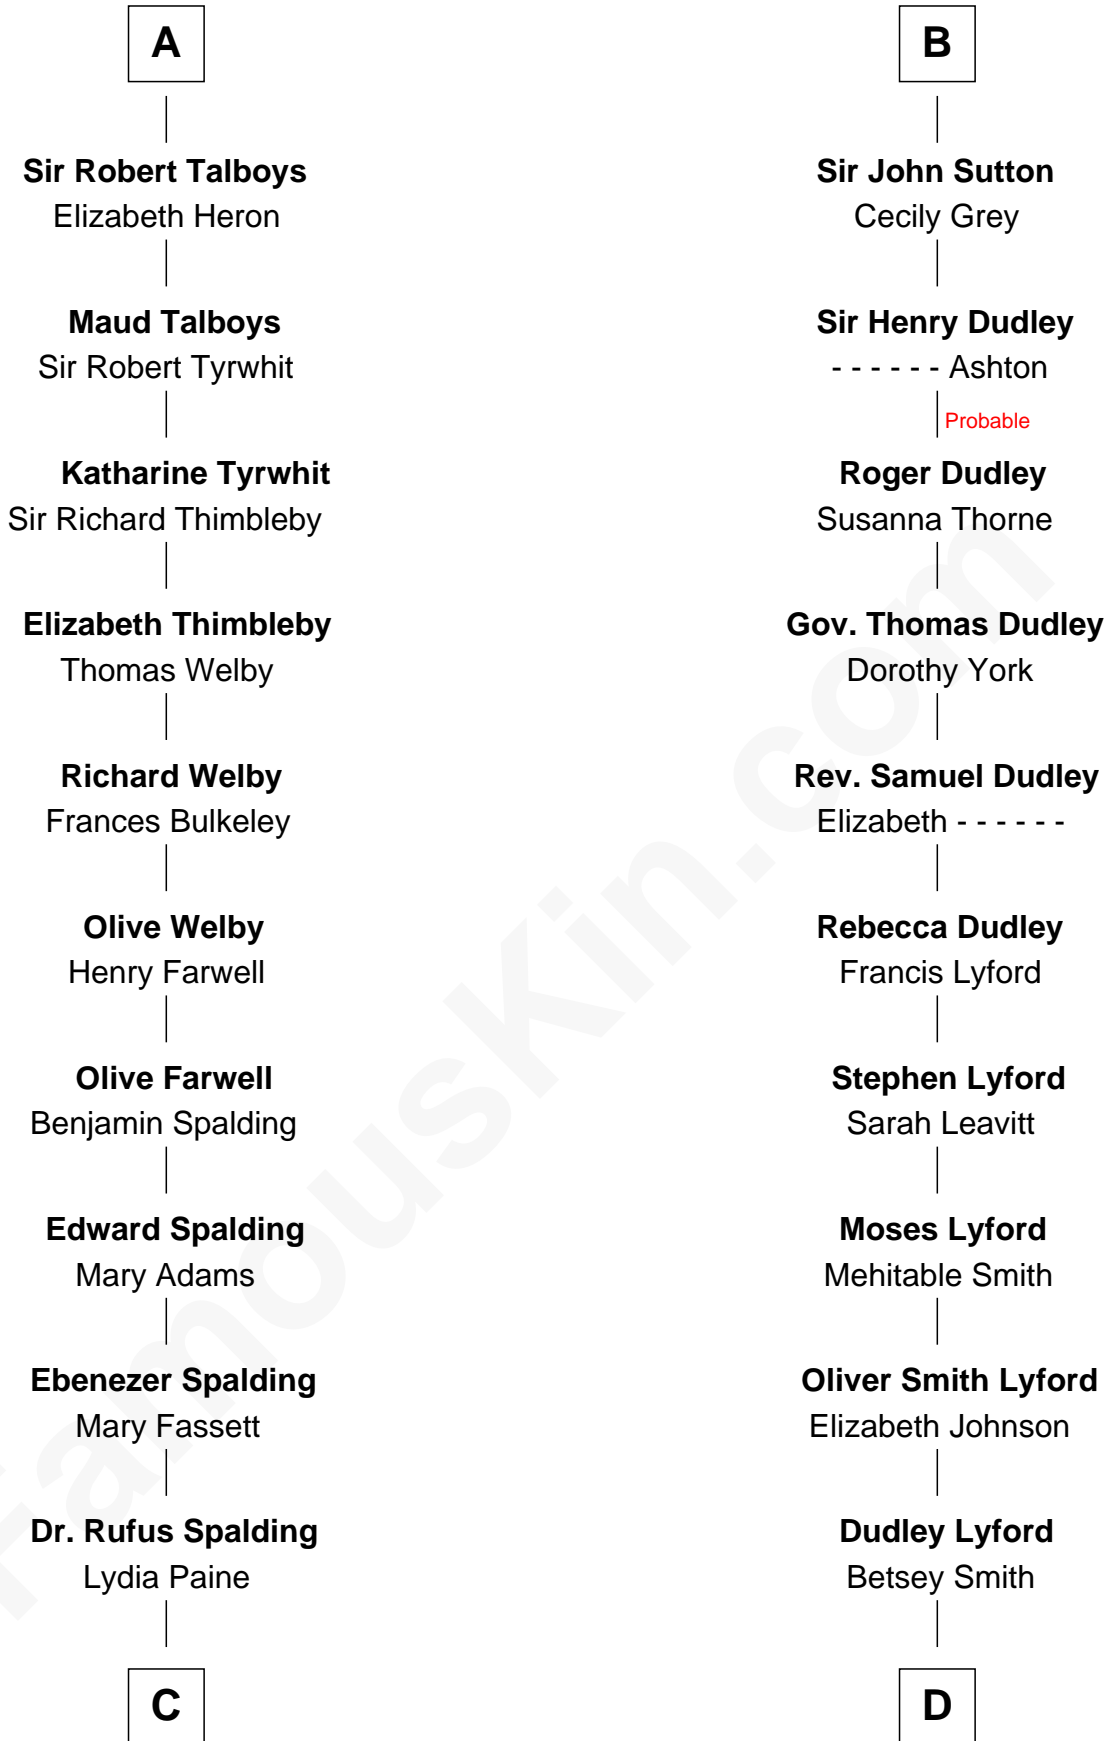 A
Sir Robert Talboys
Elizabeth Heron
Maud Talboys
Sir Robert Tyrwhit
Katharine Tyrwhit
Sir Richard Thimbleby
Elizabeth Thimbleby
Thomas Welby
Richard Welby
Frances Bulkeley
Olive Welby
Henry Farwell
Olive Farwell
Benjamin Spalding
Edward Spalding
Mary Adams
Ebenezer Spalding
Mary Fassett
Dr. Rufus Spalding
Lydia Paine
C
B
Sir John Sutton
Cecily Grey
Sir Henry Dudley
- - - - - - Ashton
Probable
Roger Dudley
Susanna Thorne
Gov. Thomas Dudley
Dorothy York
Rev. Samuel Dudley
Elizabeth - - - - - -
Rebecca Dudley
Francis Lyford
Stephen Lyford
Sarah Leavitt
Moses Lyford
Mehitable Smith
Oliver Smith Lyford
Elizabeth Johnson
Dudley Lyford
Betsey Smith
D
FamousKin.com